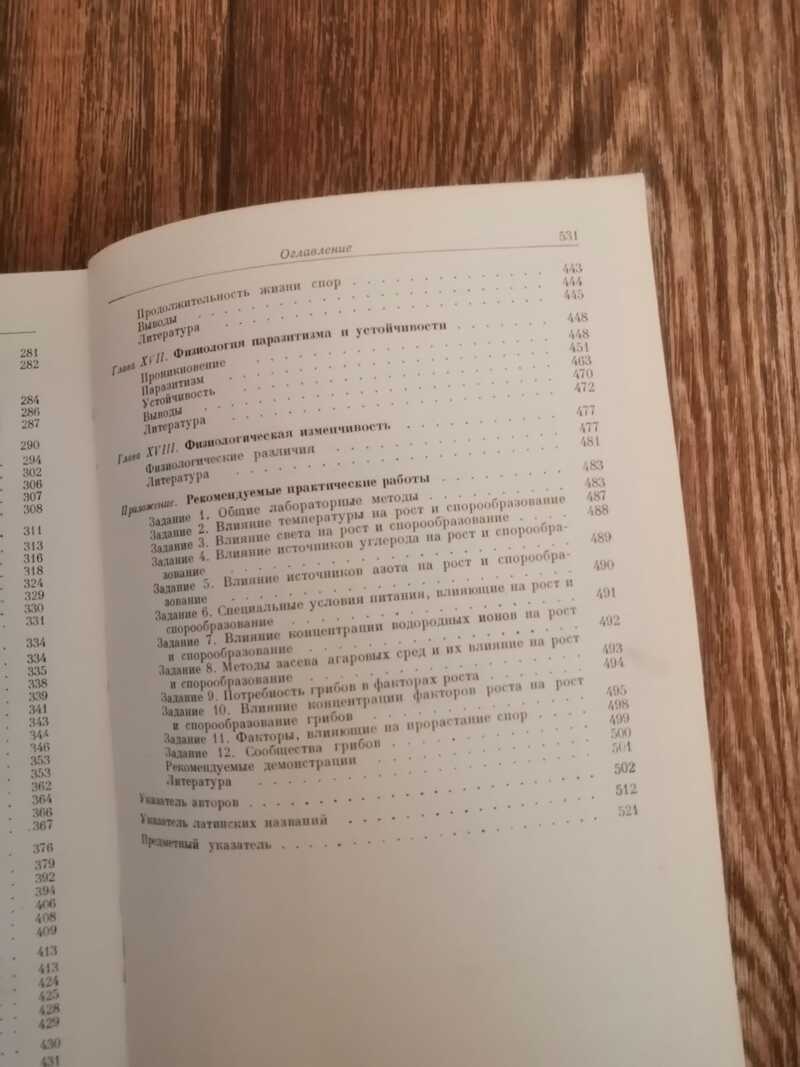 281
282
284
286
287
290
294
302
306
307
308
311
313
316
318
324
329
330
331
334
334
335
338
339
341
343
344
346
353
353
362
364
366
367
376
379
392
394
406
408
409
413
413
424
425
428
429
430
431
Оглавление 531
Продолжительность жизни спор . . . . . . . . . . . 443
Выводы . . . . . . . . . . . 444
Литература . . . . . . . . . . . 445
Глава XVII. Физиология паразитизма и устойчивости . . . . . . 448
Проникновение . . . . . . . . . . . 448
Паразитизм . . . . . . . . . . . 451
Устойчивость . . . . . . . . . . . 463
Выводы . . . . . . . . . . . 470
Литература . . . . . . . . . . . 472
Глава XVIII. Физиологическая изменчивость . . . . . . . . 477
Физиологические различия . . . . . . . . . . . 477
Литература . . . . . . . . . . . 481
Приложение. Рекомендуемые практические работы . . . . . . . 483
Задание 1. Общие лабораторные методы . . . . . . . 483
Задание 2. Влияние температуры на рост и спорообразование 487
Задание 3. Влияние света на рост и спорообразование . . . . 488
Задание 4. Влияние источников углерода на рост и спорообра-
зование . . . . . . . . . . . 489
Задание 5. Влияние источников азота на рост и спорообра-
зование . . . . . . . . . . . 490
Задание 6. Специальные условия питания, влияющие на рост и
спорообразование . . . . . . . . . . . 491
Задание 7. Влияние концентрации водородных ионов на рост
и спорообразование . . . . . . . . . . . 492
Задание 8. Методы засева агаровых сред и их влияние на рост
и спорообразование . . . . . . . . . . . 493
Задание 9. Потребность грибов в факторах роста . . . . . . 494
Задание 10. Влияние концентрации факторов роста на рост
и спорообразование грибов . . . . . . . . . 495
Задание 11. Факторы, влияющие на прорастание спор . . . . 498
Задание 12. Сообщества грибов . . . . . . . . . 499
Рекомендуемые демонстрации . . . . . . . . . 500
Литература . . . . . . . . . . . 501
Указатель авторов . . . . . . . . . . . 502
Указатель латинских названий . . . . . . . . . . . 512
Предметный указатель . . . . . . . . . . . 521